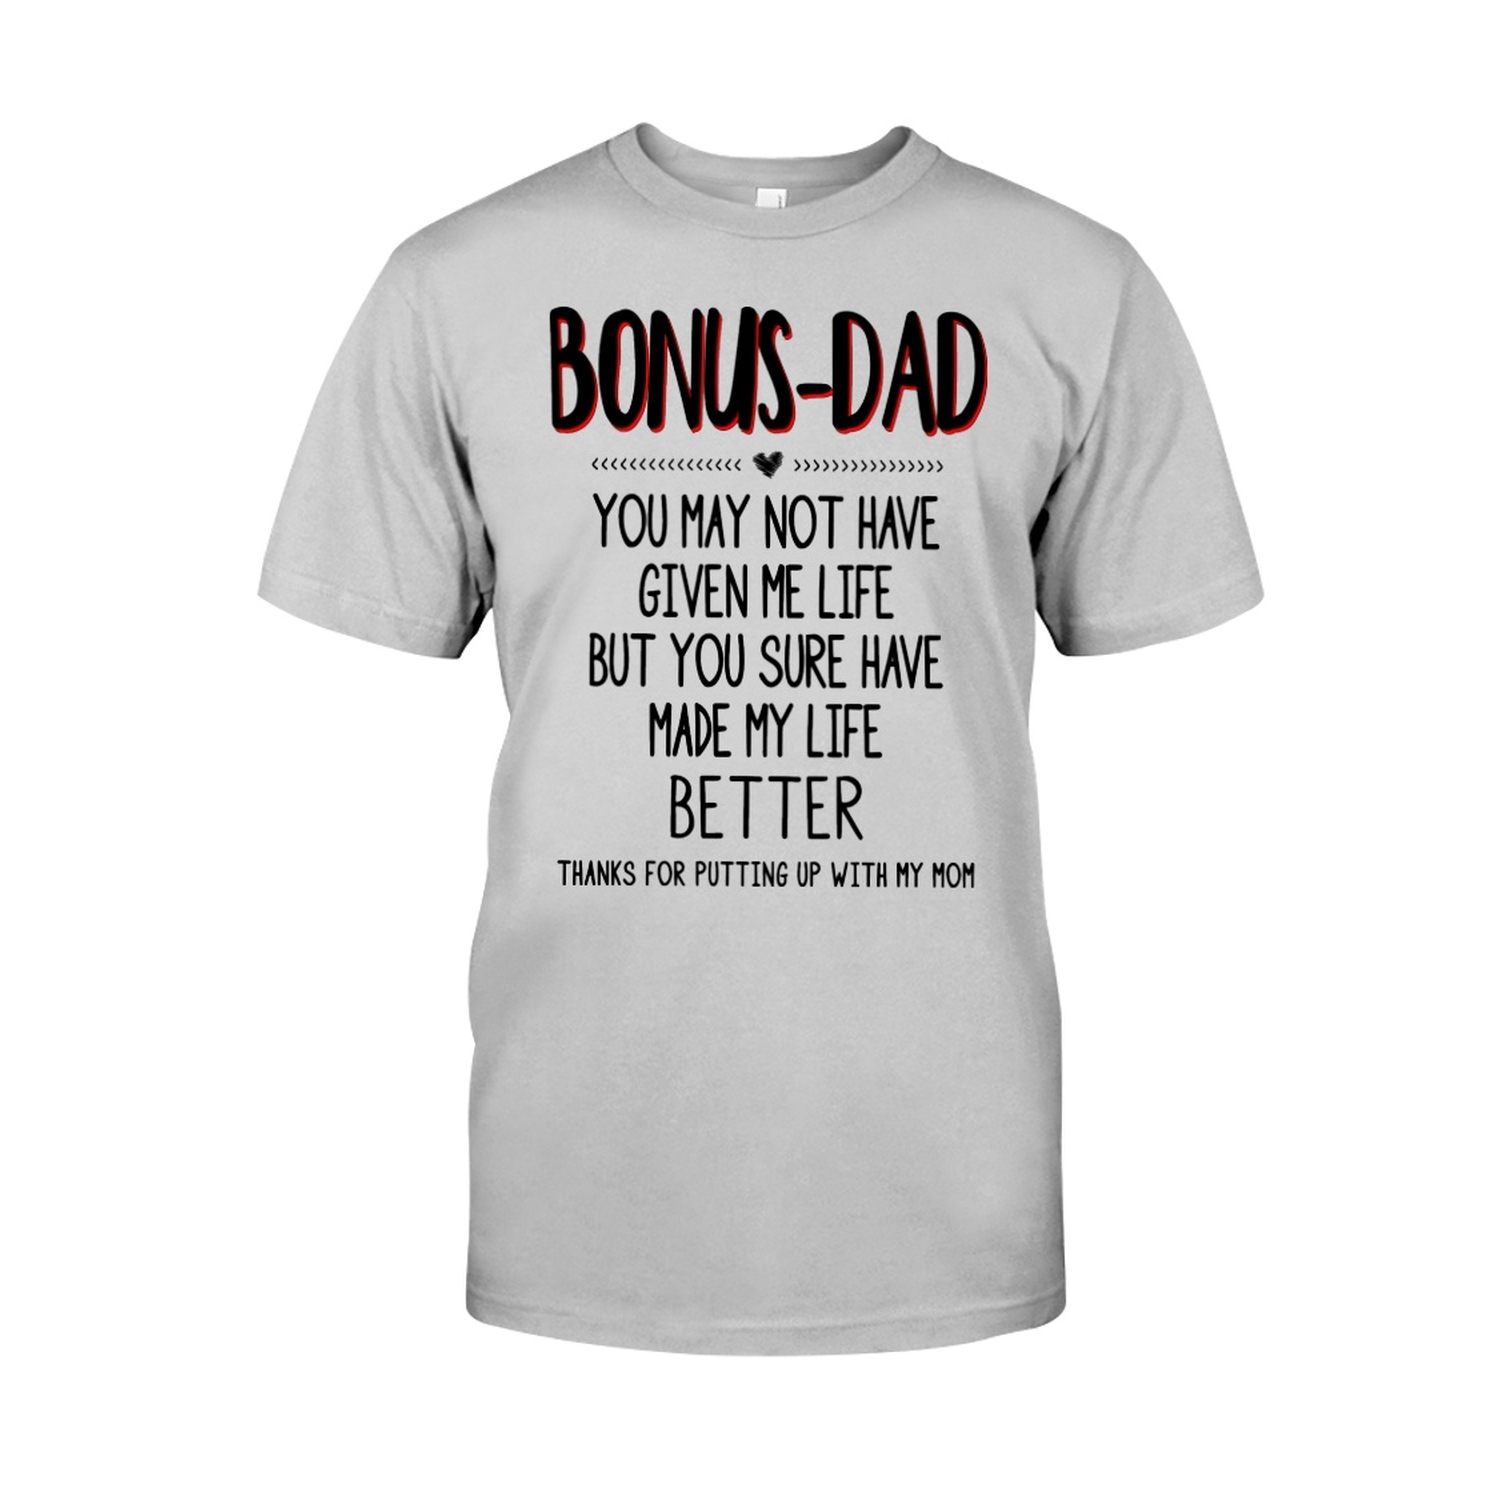 BONUS-DAD
YOU MAY NOT HAVE
GIVEN ME LIFE
BUT YOU SURE HAVE
MADE MY LIFE
BETTER
THANKS FOR PUTTING UP WITH MY MOM